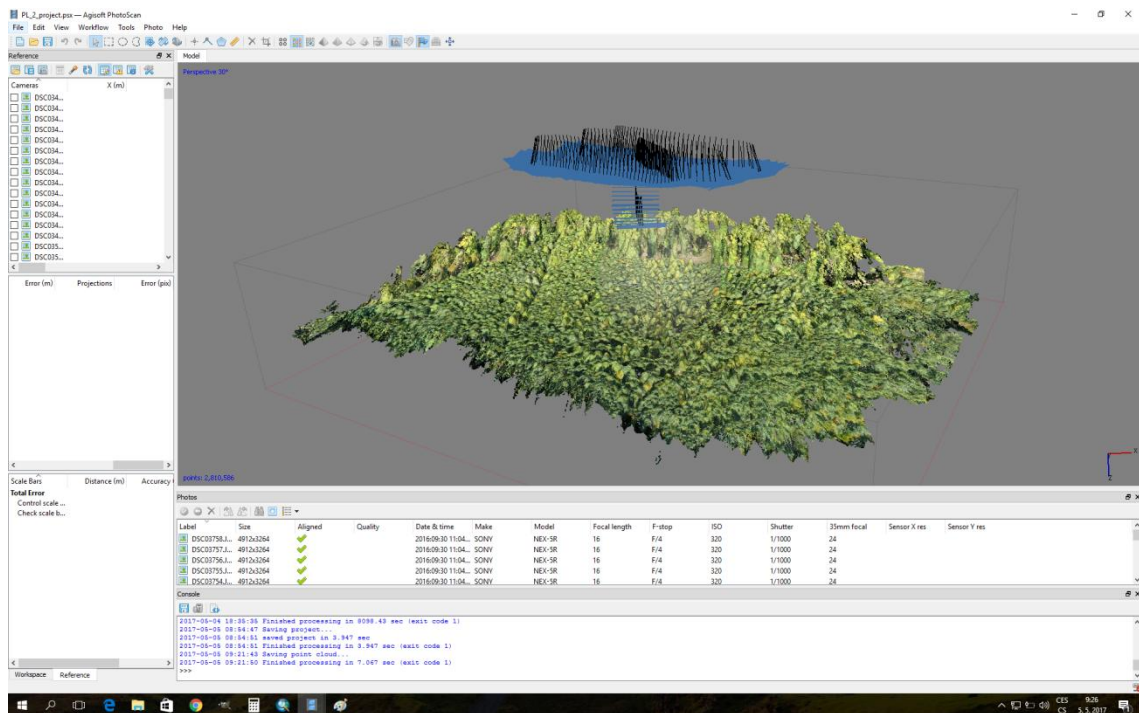 PL_2_project.psx — Agisoft PhotoScan
File Edit View Workflow Tools Photo Help
Reference
Model
Perspective 30°
Cameras X (m)
DSC034...
DSC034...
DSC034...
DSC034...
DSC034...
DSC034...
DSC034...
DSC034...
DSC034...
DSC034...
DSC034...
DSC034...
DSC034...
DSC034...
DSC035...
DSC035...
Error (m) Projections Error (pix)
X
Z
Scale Bars Distance (m) Accuracy
Total Error
Control scale ...
Check scale b...
points: 2,810,586
Photos
Label Size Aligned Quality Date & time Make Model Focal length F-stop ISO Shutter 35mm focal Sensor X res Sensor Y res
DSC03758.J... 4912x3264 2016:09:30 11:04... SONY NEX-5R 16 F/4 320 1/1000 24
DSC03757.J... 4912x3264 2016:09:30 11:04... SONY NEX-5R 16 F/4 320 1/1000 24
DSC03756.J... 4912x3264 2016:09:30 11:04... SONY NEX-5R 16 F/4 320 1/1000 24
DSC03755.J... 4912x3264 2016:09:30 11:04... SONY NEX-5R 16 F/4 320 1/1000 24
DSC03754.J... 4912x3264 2016:09:30 11:04... SONY NEX-5R 16 F/4 320 1/1000 24
Console
2017-05-04 18:35:35 Finished processing in 8098.43 sec (exit code 1)
2017-05-05 08:54:47 Saving project...
2017-05-05 08:54:51 saved project in 3.947 sec
2017-05-05 08:54:51 Finished processing in 3.947 sec (exit code 1)
2017-05-05 09:21:43 Saving point cloud...
2017-05-05 09:21:50 Finished processing in 7.067 sec (exit code 1)
>>>
Workspace Reference
CES 9:26
CS 5. 5. 2017